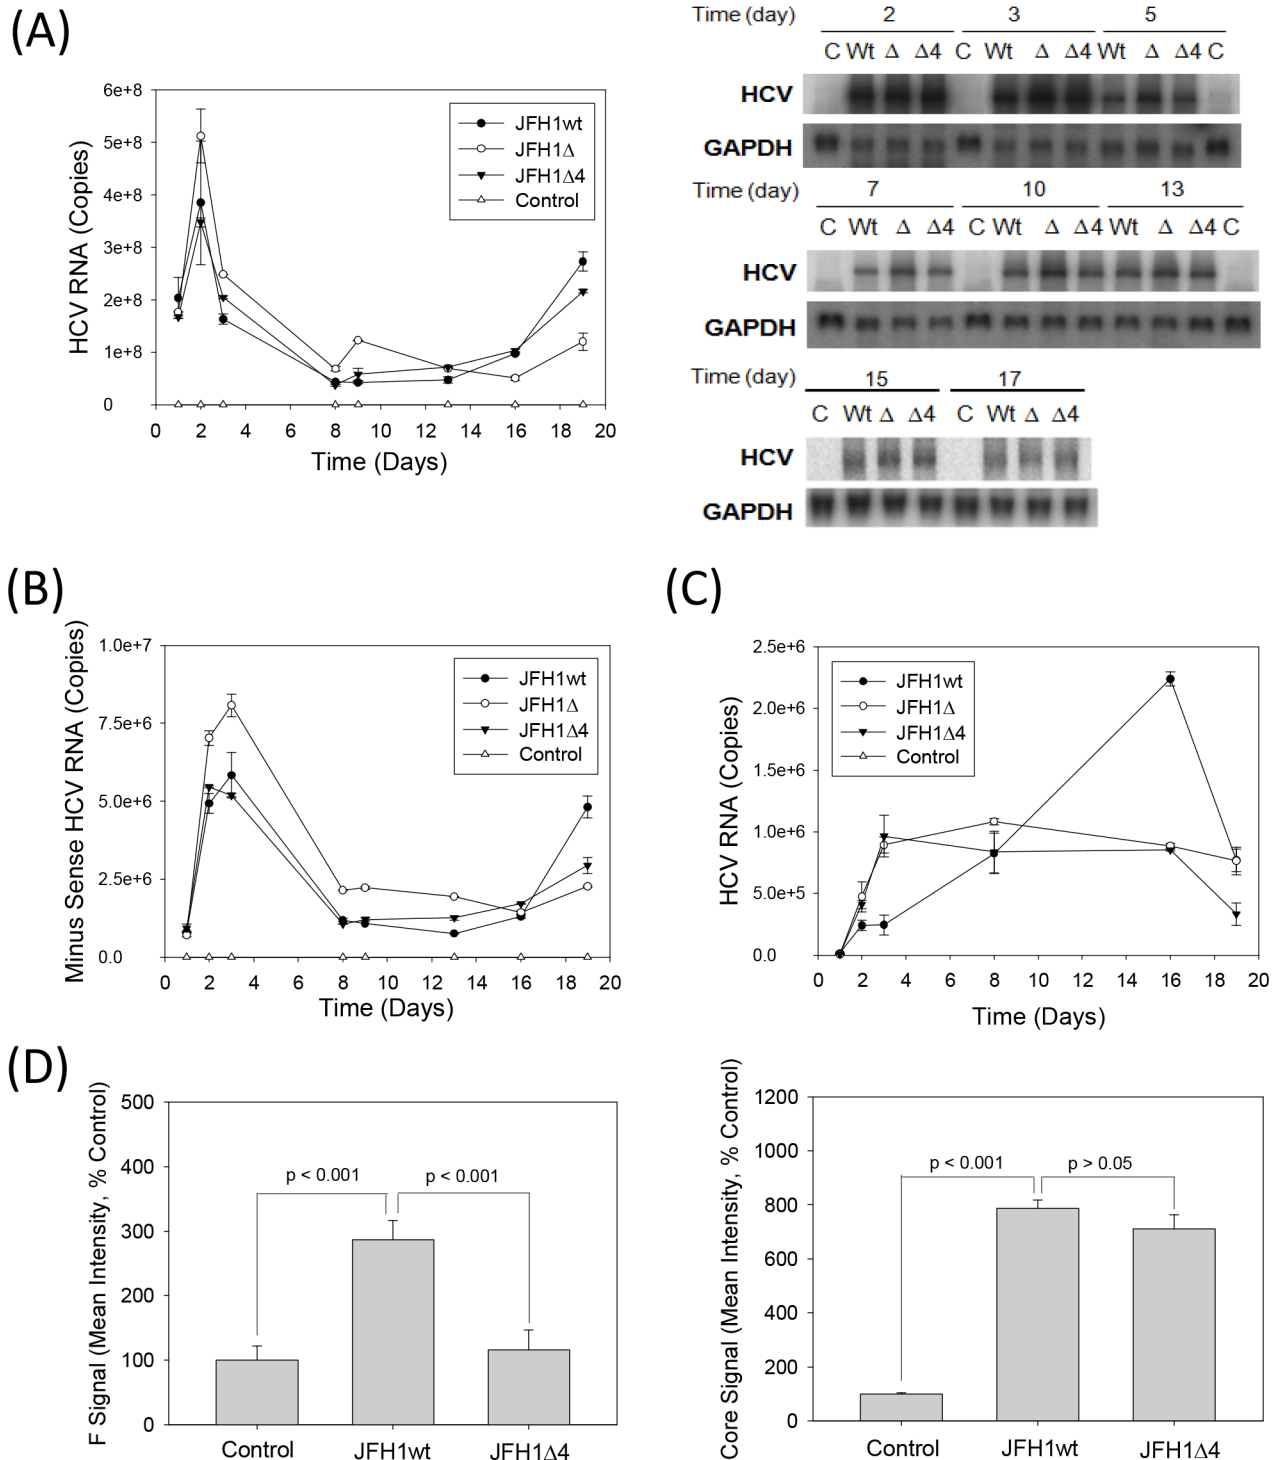 (A)
HCV RNA (Copies)
6e+8
5e+8
4e+8
3e+8
2e+8
1e+8
0
0 2 4 6 8 10 12 14 16 18 20
Time (Days)
JFH1wt
JFH1Δ
JFH1Δ4
Control
Time (day) 2 3 5
C Wt Δ Δ4 C Wt Δ Δ4 Wt Δ Δ4 C
HCV
GAPDH
Time (day) 7 10 13
C Wt Δ Δ4 C Wt Δ Δ4 Wt Δ Δ4 C
HCV
GAPDH
Time (day) 15 17
C Wt Δ Δ4 C Wt Δ Δ4
HCV
GAPDH
(B)
Minus Sense HCV RNA (Copies)
1.0e+7
7.5e+6
5.0e+6
2.5e+6
0.0
0 2 4 6 8 10 12 14 16 18 20
Time (Days)
JFH1wt
JFH1Δ
JFH1Δ4
Control
(C)
HCV RNA (Copies)
2.5e+6
2.0e+6
1.5e+6
1.0e+6
5.0e+5
0.0
0 2 4 6 8 10 12 14 16 18 20
Time (Days)
JFH1wt
JFH1Δ
JFH1Δ4
Control
(D)
F Signal (Mean Intensity, % Control)
500
400
300
200
100
0
p < 0.001 p < 0.001
Control JFH1wt JFH1Δ4
Core Signal (Mean Intensity, % Control)
1200
1000
800
600
400
200
0
p < 0.001 p > 0.05
Control JFH1wt JFH1Δ4